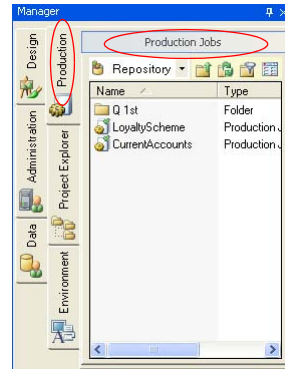 Manager
Design
Production
Administration
Project Explorer
Data
Environment
Production Jobs
Repository
Name Type
Q 1st Folder
LoyaltyScheme Production
CurrentAccounts Production